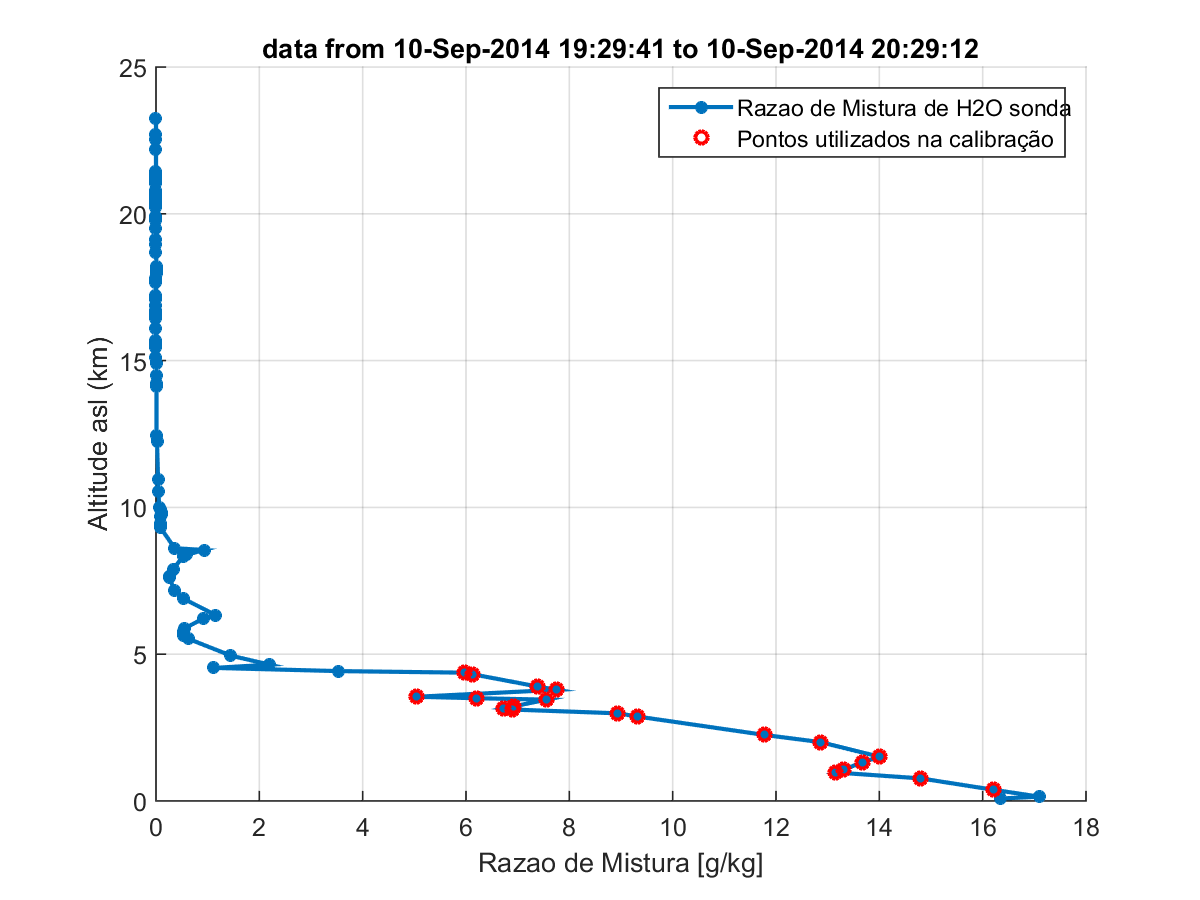 data from 10-Sep-2014 19:29:41 to 10-Sep-2014 20:29:12
Razao de Mistura de H2O sonda
Pontos utilizados na calibração
Altitude asl (km)
25
20
15
10
5
0
0 2 4 6 8 10 12 14 16 18
Razao de Mistura [g/kg]